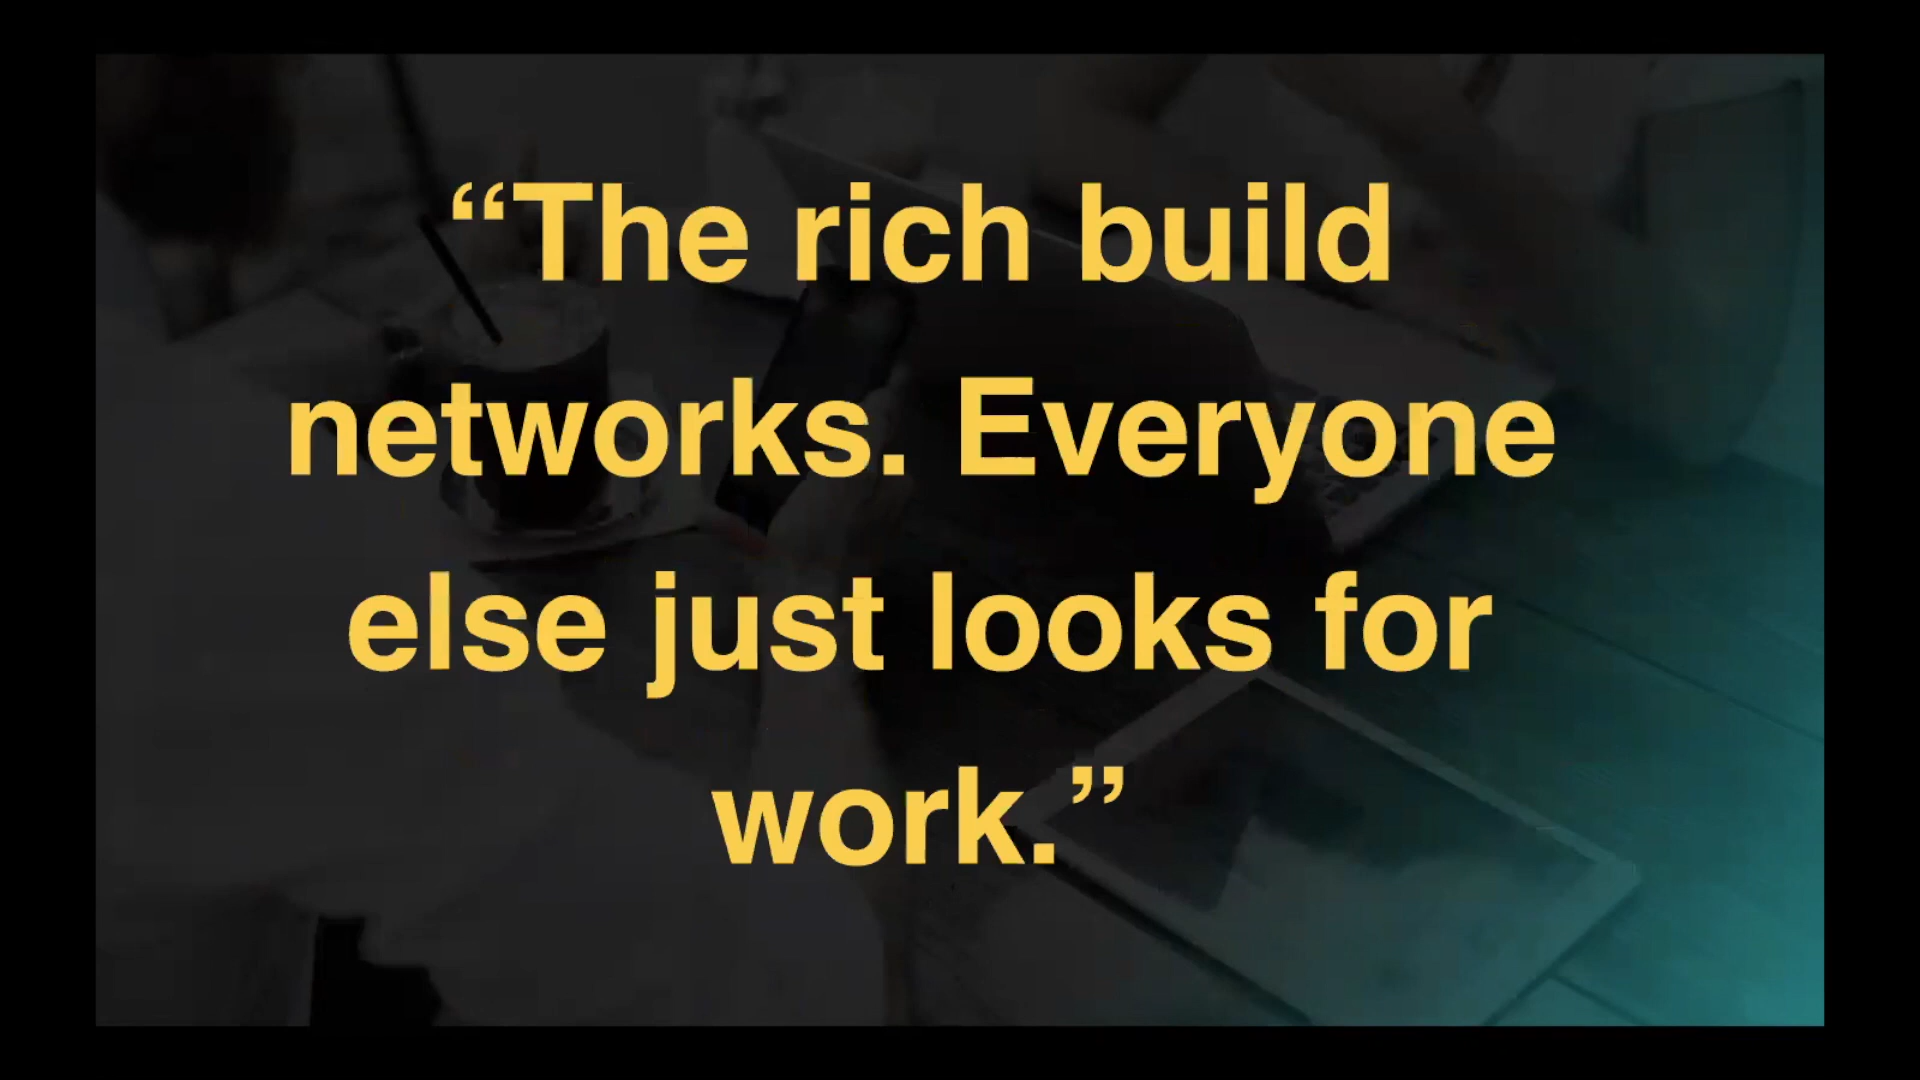 “The rich build
networks. Everyone
else just looks for
work.”